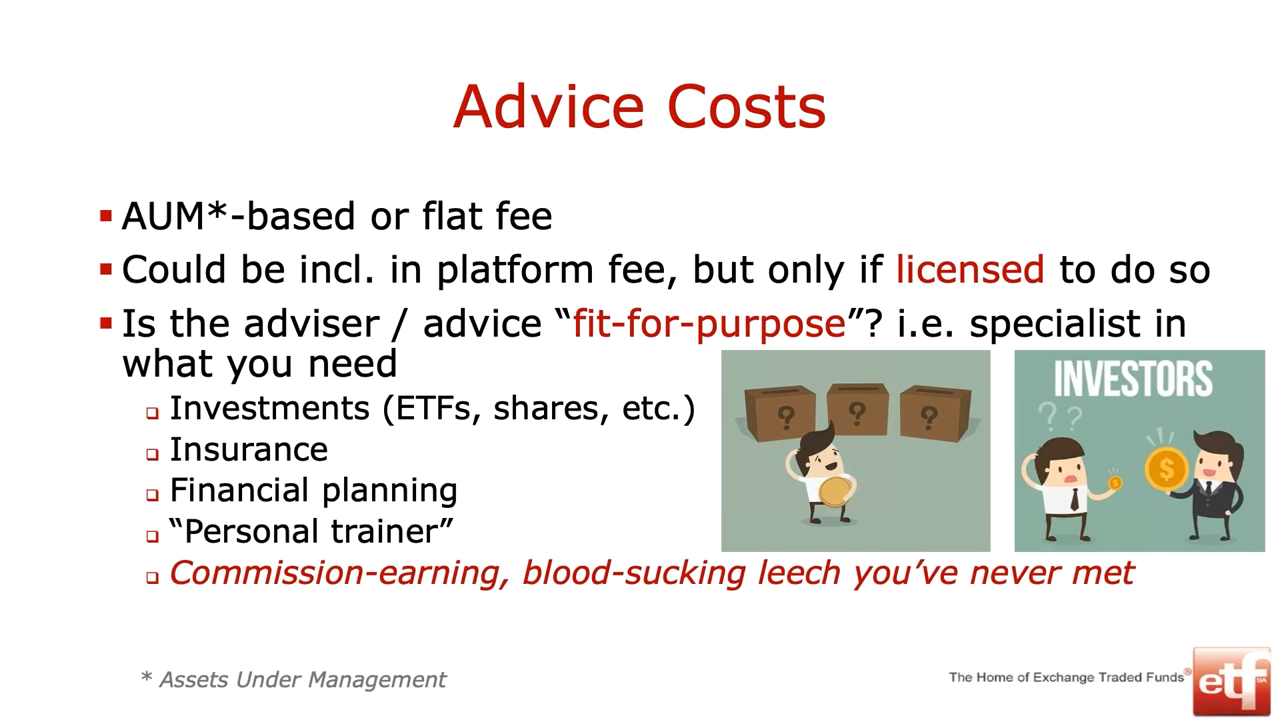 Advice Costs
AUM*-based or flat fee
Could be incl. in platform fee, but only if licensed to do so
Is the adviser / advice “fit-for-purpose”? i.e. specialist in
what you need
Investments (ETFs, shares, etc.)
Insurance
Financial planning
“Personal trainer”
Commission-earning, blood-sucking leech you’ve never met
? ? ?
INVESTORS
? ?
$ $
* Assets Under Management
The Home of Exchange Traded Funds®
etf
SA